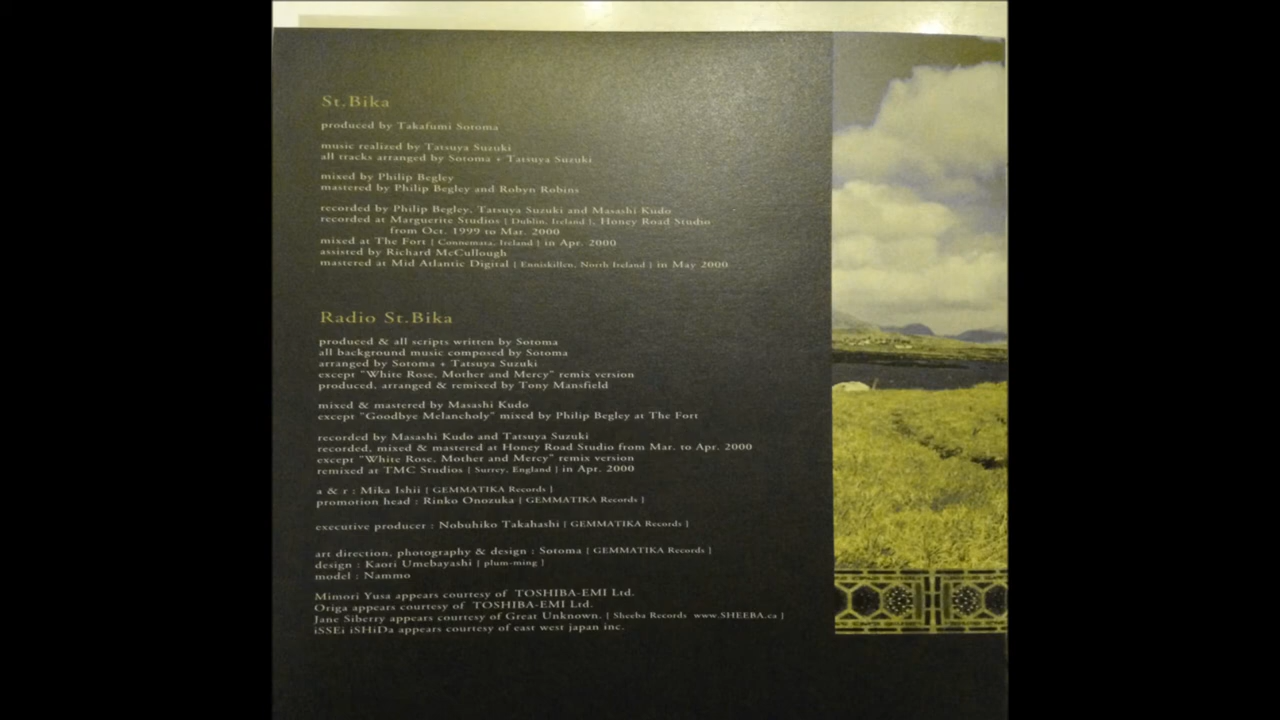 St.Bika
produced by Takafumi Sotoma
music realized by Tatsuya Suzuki
all tracks arranged by Sotoma + Tatsuya Suzuki
mixed by Philip Begley
mastered by Philip Begley and Robyn Robins
recorded by Philip Begley, Tatsuya Suzuki and Masashi Kudo
recorded at Marguerite Studios [ Dublin, Ireland ], Honey Road Studio
from Oct. 1999 to Mar. 2000
mixed at The Fort [ Connemara, Ireland ] in Apr. 2000
assisted by Richard McCullough
mastered at Mid Atlantic Digital [ Enniskillen, North Ireland ] in May 2000
Radio St.Bika
produced & all scripts written by Sotoma
all background music composed by Sotoma
arranged by Sotoma + Tatsuya Suzuki
except "White Rose, Mother and Mercy" remix version
produced, arranged & remixed by Tony Mansfield
mixed & mastered by Masashi Kudo
except "Goodbye Melancholy" mixed by Philip Begley at The Fort
recorded by Masashi Kudo and Tatsuya Suzuki
recorded, mixed & mastered at Honey Road Studio from Mar. to Apr. 2000
except "White Rose, Mother and Mercy" remix version
remixed at TMC Studios [ Surrey, England ] in Apr. 2000
a & r : Mika Ishii [ GEMMATIKA Records ]
promotion head : Rinko Onozuka [ GEMMATIKA Records ]
executive producer : Nobuhiko Takahashi [ GEMMATIKA Records ]
art direction, photography & design : Sotoma [ GEMMATIKA Records ]
design : Kaori Umebayashi [ plum-ming ]
model : Nammo
Mimori Yusa appears courtesy of TOSHIBA-EMI Ltd.
Origa appears courtesy of TOSHIBA-EMI Ltd.
Jane Siberry appears courtesy of Great Unknown. [ Sheeba Records www.SHEEBA.ca ]
iSSEi iSHiDa appears courtesy of east west japan inc.